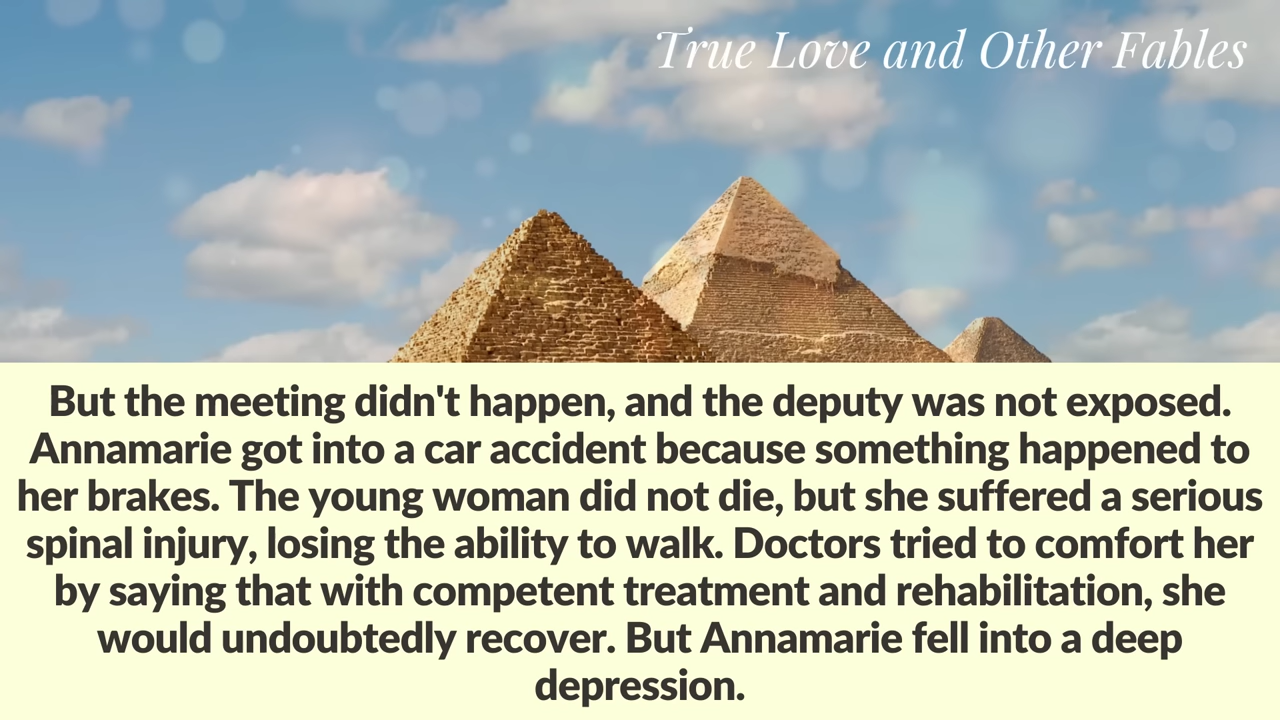 True Love and Other Fables
But the meeting didn't happen, and the deputy was not exposed.
Annamarie got into a car accident because something happened to
her brakes. The young woman did not die, but she suffered a serious
spinal injury, losing the ability to walk. Doctors tried to comfort her
by saying that with competent treatment and rehabilitation, she
would undoubtedly recover. But Annamarie fell into a deep
depression.